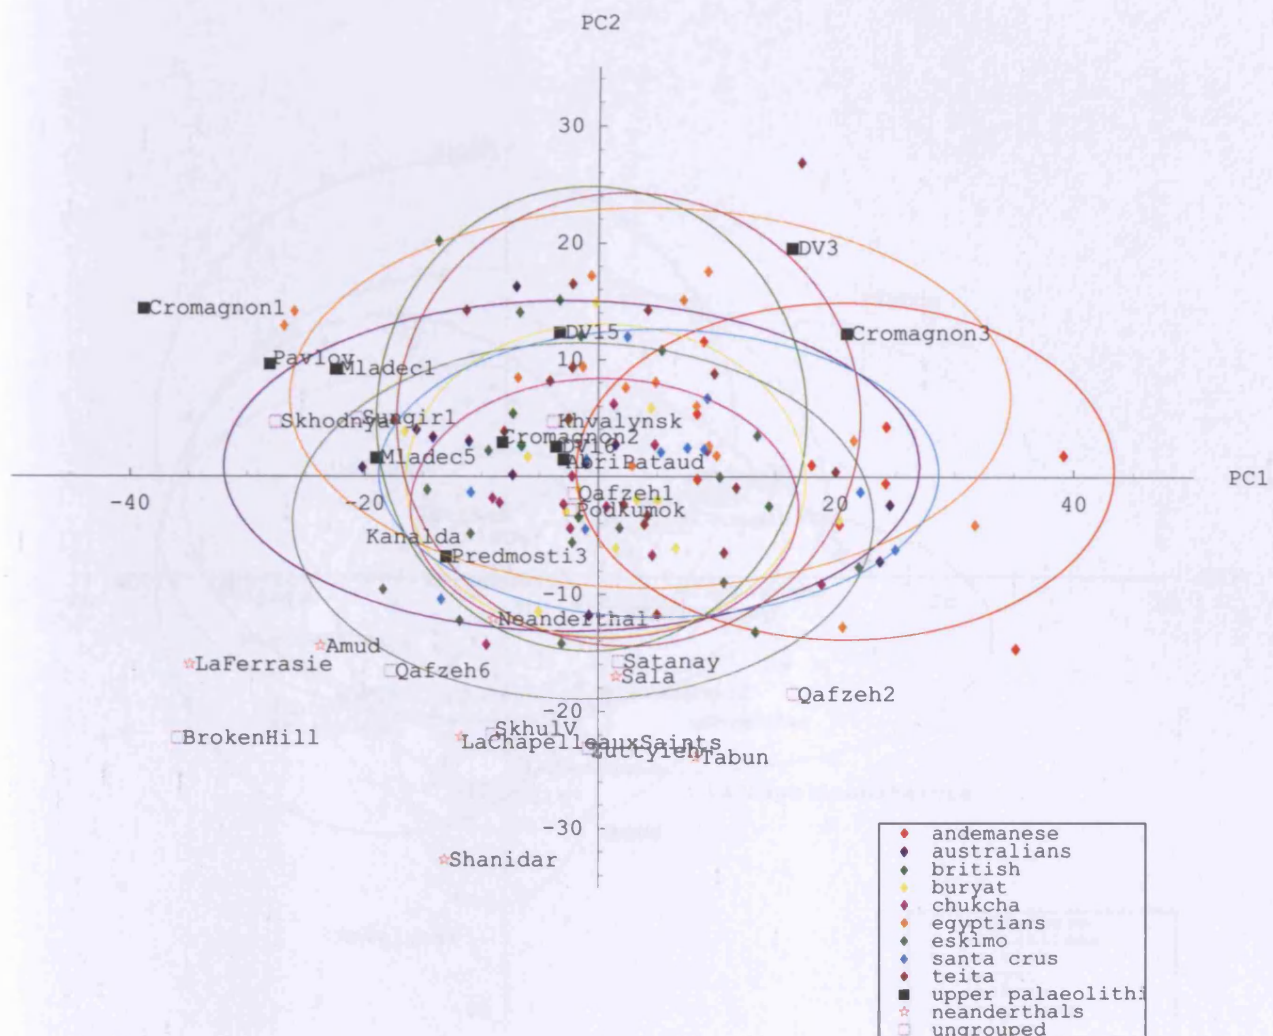 PC2
30
20
DV3
Cromagnon1
DV15
Cromagnon3
10
Pavlov
Mladec1
Skhodnya
Sungir1
Khvalynsk
Cromagnon2
DV16
Mladec5
AbriPataud
PC1
-40
-20
20
40
Qafzeh1
Podkumok
Kanalda
Predmosti3
-10
Neanderthal
Amud
LaFerrasie
Qafzeh6
Satanay
Sala
Qafzeh2
-20
SkhulV
BrokenHill
LaChapelleauxSaints
Zuttyieh
Tabun
-30
Shanidar
andemanese
australians
british
buryat
chukcha
egyptians
eskimo
santa crus
teita
upper palaeolithi
neanderthals
ungrouped